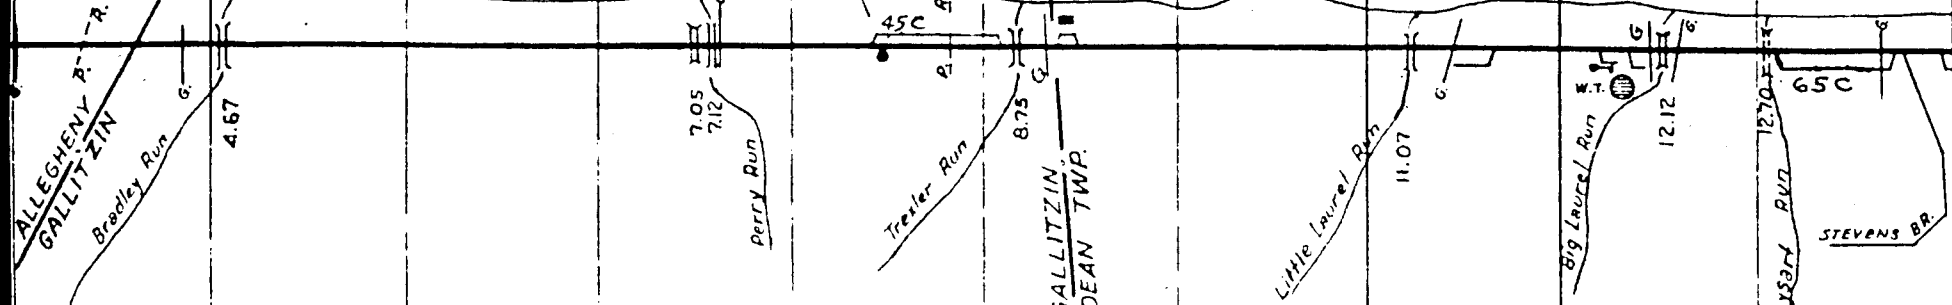 ALLEGHENY
GALLITZIN
P. R.
G.
Bradley Run
4.67
7.05
7.12
Perry Run
45C
Trexler Run
8.75
G
GALLITZIN
DEAN TWP.
Little Laurel Run
11.07
G.
Big Laurel Run
W.T.
G
G.
12.12
12.70
65C
G
Run
STEVENS BR.